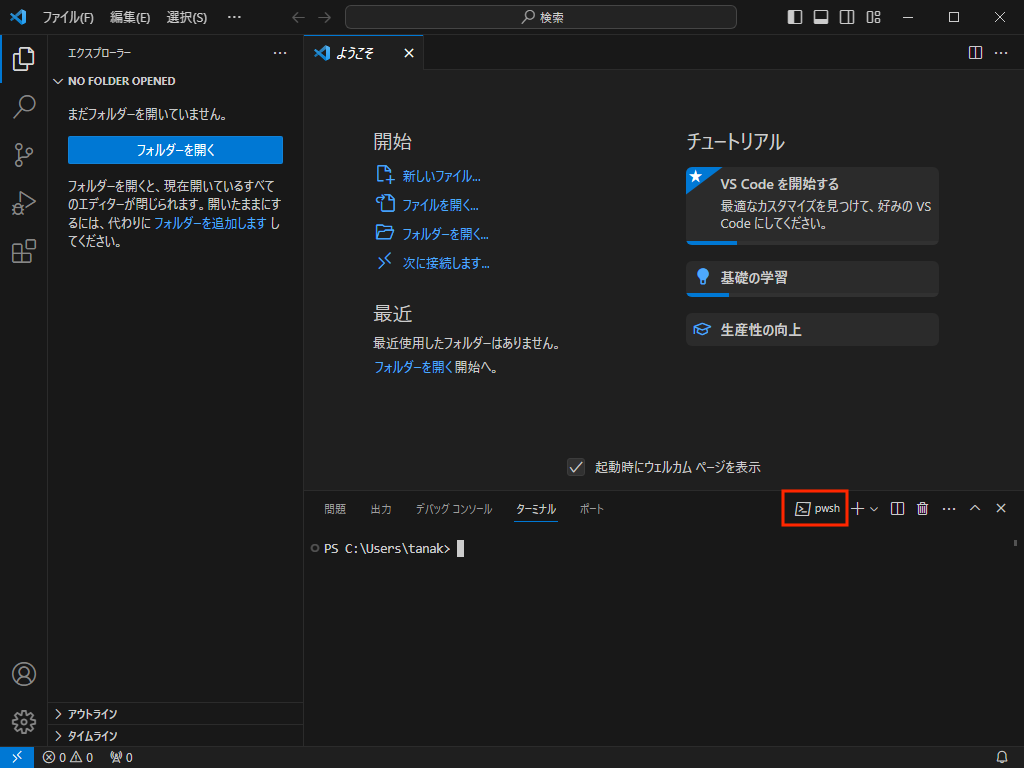 ファイル(F) 編集(E) 選択(S) … 検索
エクスプローラー …
NO FOLDER OPENED
まだフォルダーを開いていません。
フォルダーを開く
フォルダーを開くと、現在開いているすべて
のエディターが閉じられます。開いたままにす
るには、代わりに フォルダーを追加します し
てください。
アウトライン
タイムライン
ようこそ
開始
新しいファイル...
ファイルを開く...
フォルダーを開く...
次に接続します...
最近
最近使用したフォルダーはありません。
フォルダーを開く開始へ。
チュートリアル
VS Code を開始する
最適なカスタマイズを見つけて、好みの VS
Code にしてください。
基礎の学習
生産性の向上
起動時にウェルカム ページを表示
問題 出力 デバッグ コンソール ターミナル ポート pwsh
PS C:\Users\tanak>
0 0 0